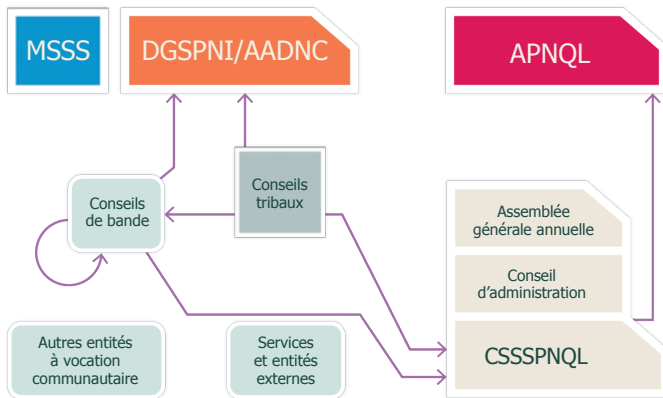 MSSS
DGSPNI/AADNC
APNQL
Conseils
de bande
Conseils
tribaux
Assemblée
générale annuelle
Conseil
d’administration
CSSSPNQL
Autres entités
à vocation
communautaire
Services
et entités
externes